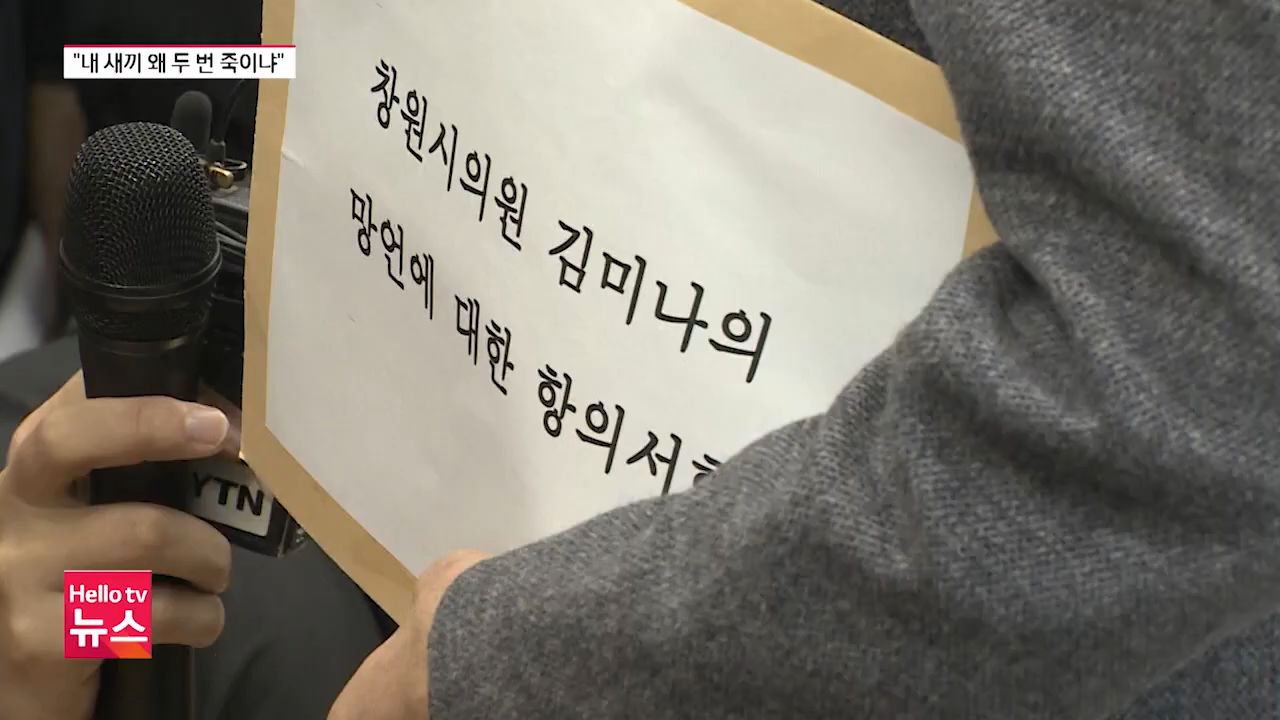 "내 새끼 왜 두 번 죽이냐"
창원시의원 김미나의
망언에 대한 항의서
YTN
Hello tv
뉴스